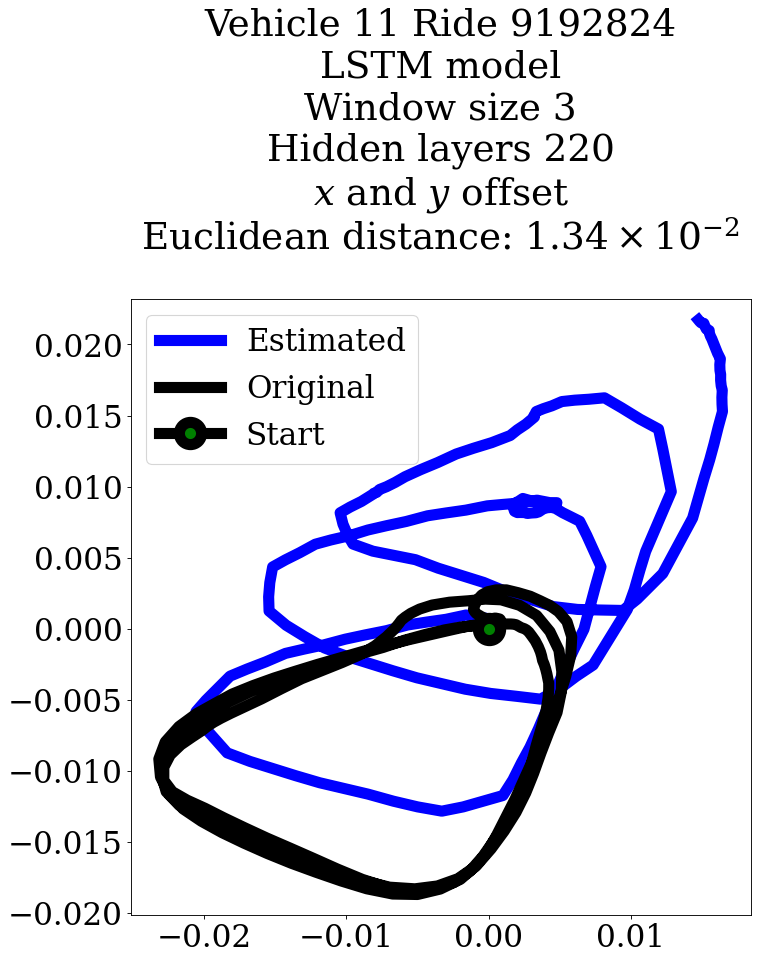 Vehicle 11 Ride 9192824
LSTM model
Window size 3
Hidden layers 220
x and y offset
Euclidean distance: 1.34 × 10⁻²
Estimated
Original
Start
0.020
0.015
0.010
0.005
0.000
−0.005
−0.010
−0.015
−0.020
−0.02 −0.01 0.00 0.01